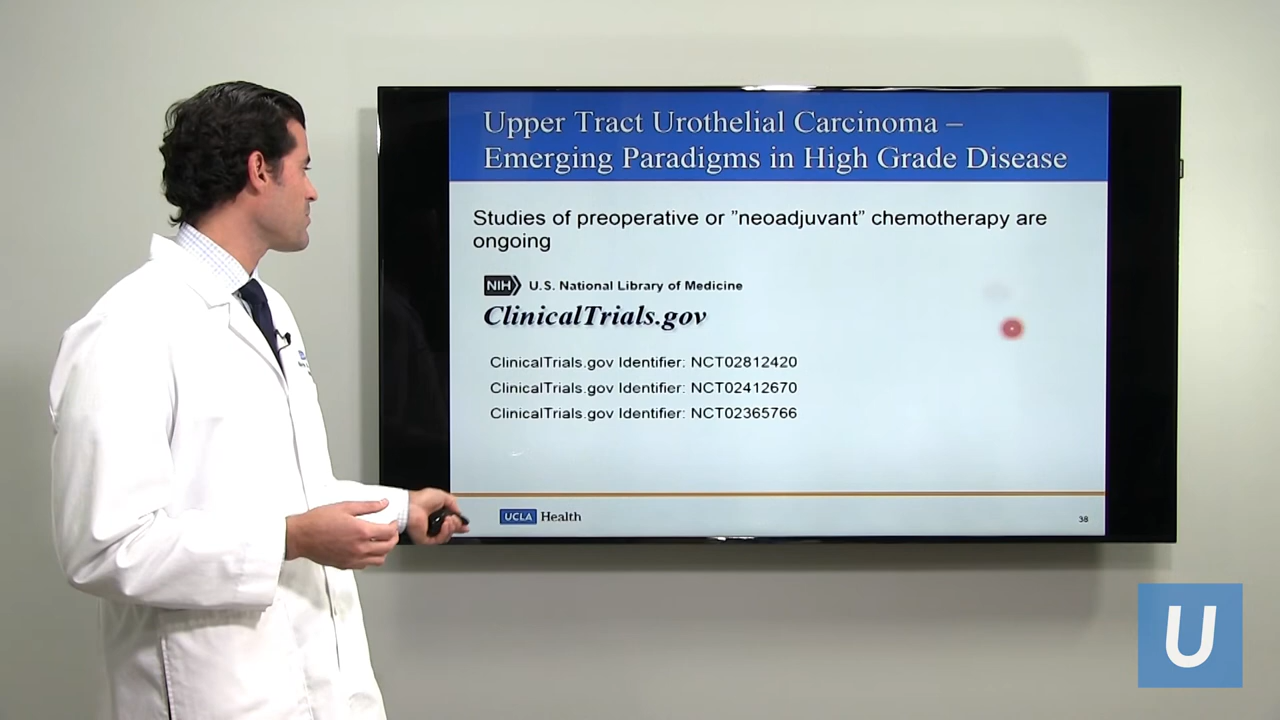 Upper Tract Urothelial Carcinoma –
Emerging Paradigms in High Grade Disease
Studies of preoperative or ”neoadjuvant” chemotherapy are
ongoing
NIH U.S. National Library of Medicine
ClinicalTrials.gov
ClinicalTrials.gov Identifier: NCT02812420
ClinicalTrials.gov Identifier: NCT02412670
ClinicalTrials.gov Identifier: NCT02365766
UCLA Health
38
U